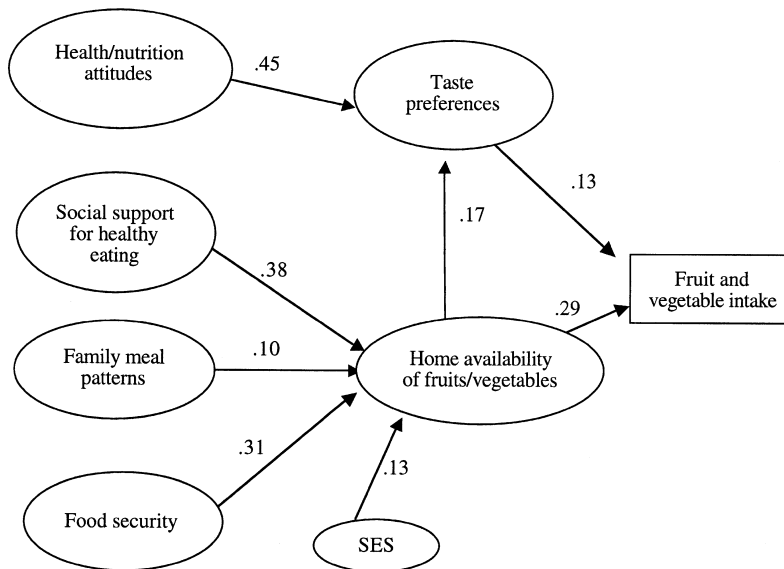 Health/nutrition
attitudes
.45
Taste
preferences
.13
Social support
for healthy
eating
.38
.17
Fruit and
vegetable intake
.29
Family meal
patterns
.10
Home availability
of fruits/vegetables
.31
.13
Food security
SES